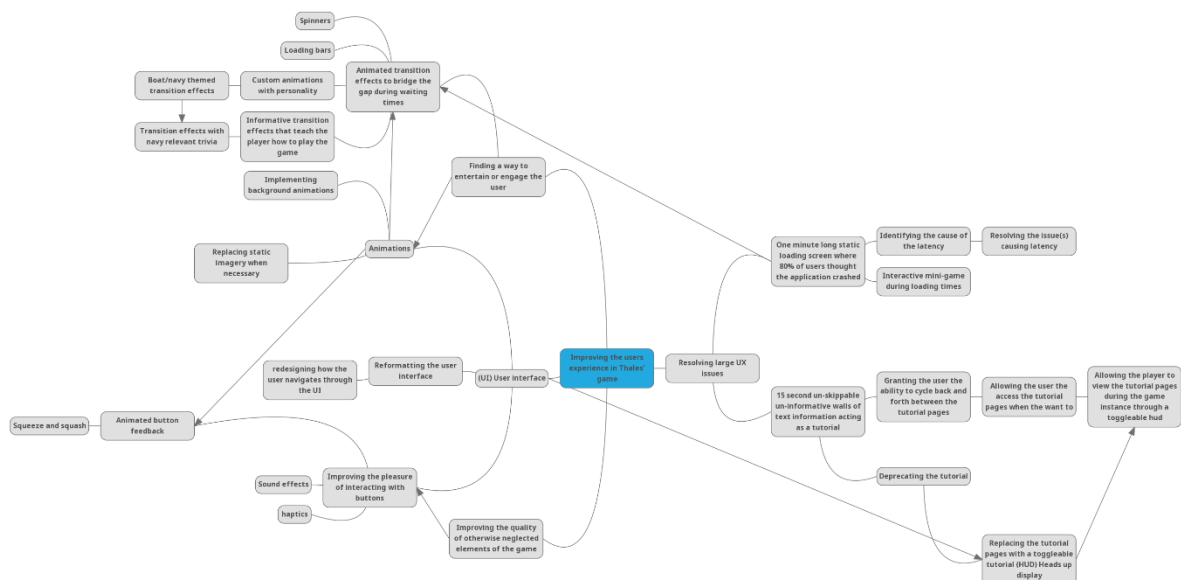 Spinners
Loading bars
Animated transition
effects to bridge the
gap during waiting
times
Boat/navy themed
transition effects
Custom animations
with personality
Transition effects with
navy relevant trivia
Informative transition
effects that teach the
player how to play the
game
Implementing
background animations
Finding a way to
entertain or engage the
user
Animations
Replacing static
imagery when
necessary
One minute long static
loading screen where
80% of users thought
the application crashed
Identifying the cause of
the latency
Resolving the issue(s)
causing latency
Interactive mini-game
during loading times
redesigning how the
user navigates through
the UI
Reformatting the user
interface
(UI) User interface
Improving the users
experience in Thales'
game
Resolving large UX
issues
15 second un-skippable
un-informative walls of
text information acting
as a tutorial
Granting the user the
ability to cycle back and
forth between the
tutorial pages
Allowing the user the
access the tutorial
pages when the want to
Allowing the player to
view the tutorial pages
during the game
instance through a
toggleable hud
Squeeze and squash
Animated button
feedback
Sound effects
haptics
Improving the pleasure
of interacting with
buttons
Improving the quality
of otherwise neglected
elements of the game
Deprecating the tutorial
Replacing the tutorial
pages with a toggleable
tutorial (HUD) Heads up
display